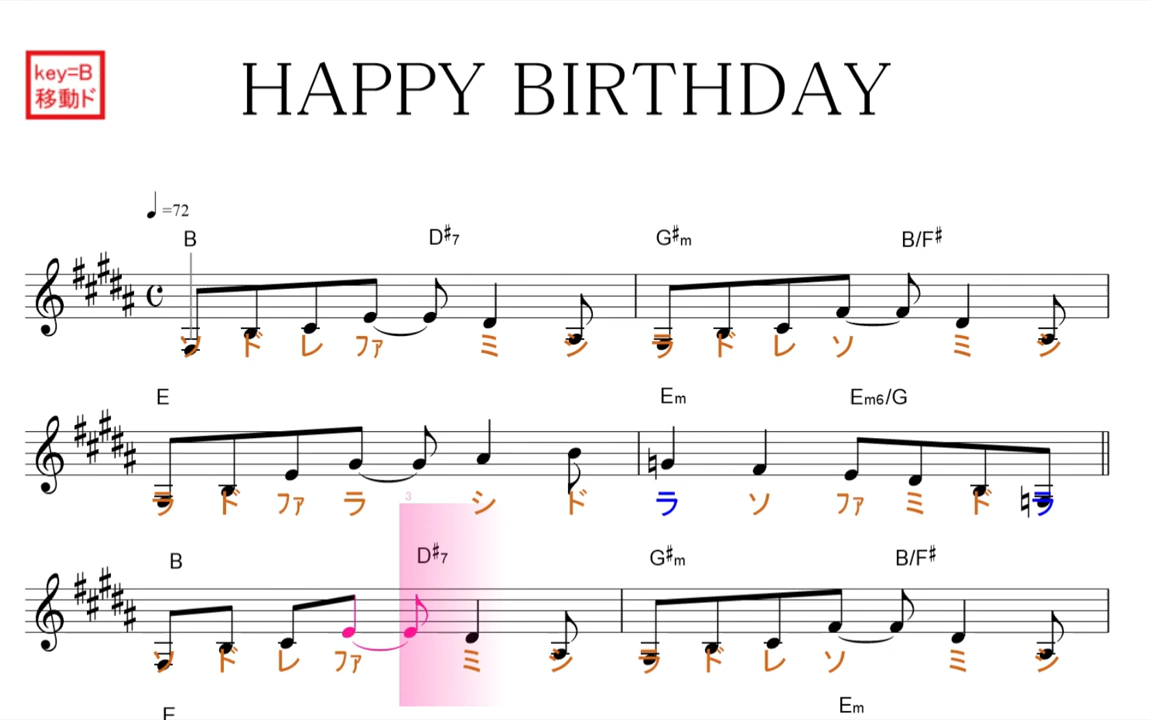 key=B
移動ド
HAPPY BIRTHDAY
=72
B D♯7 G♯m B/F♯
ソ ド レ ファ ミ シ ラ ド レ ソ ミ シ
E Em Em6/G
ラ ド ファ ラ シ ド ラ ソ ファ ミ ド ラ
3
B D♯7 G♯m B/F♯
ソ ド レ ファ ミ シ ラ ド レ ソ ミ シ
E Em